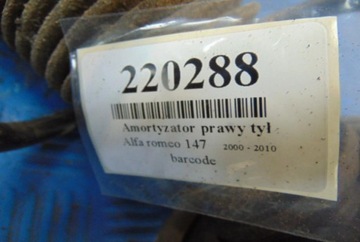 220288
Amortyzator prawy tył
Alfa romeo 147 2000 - 2010
barcode